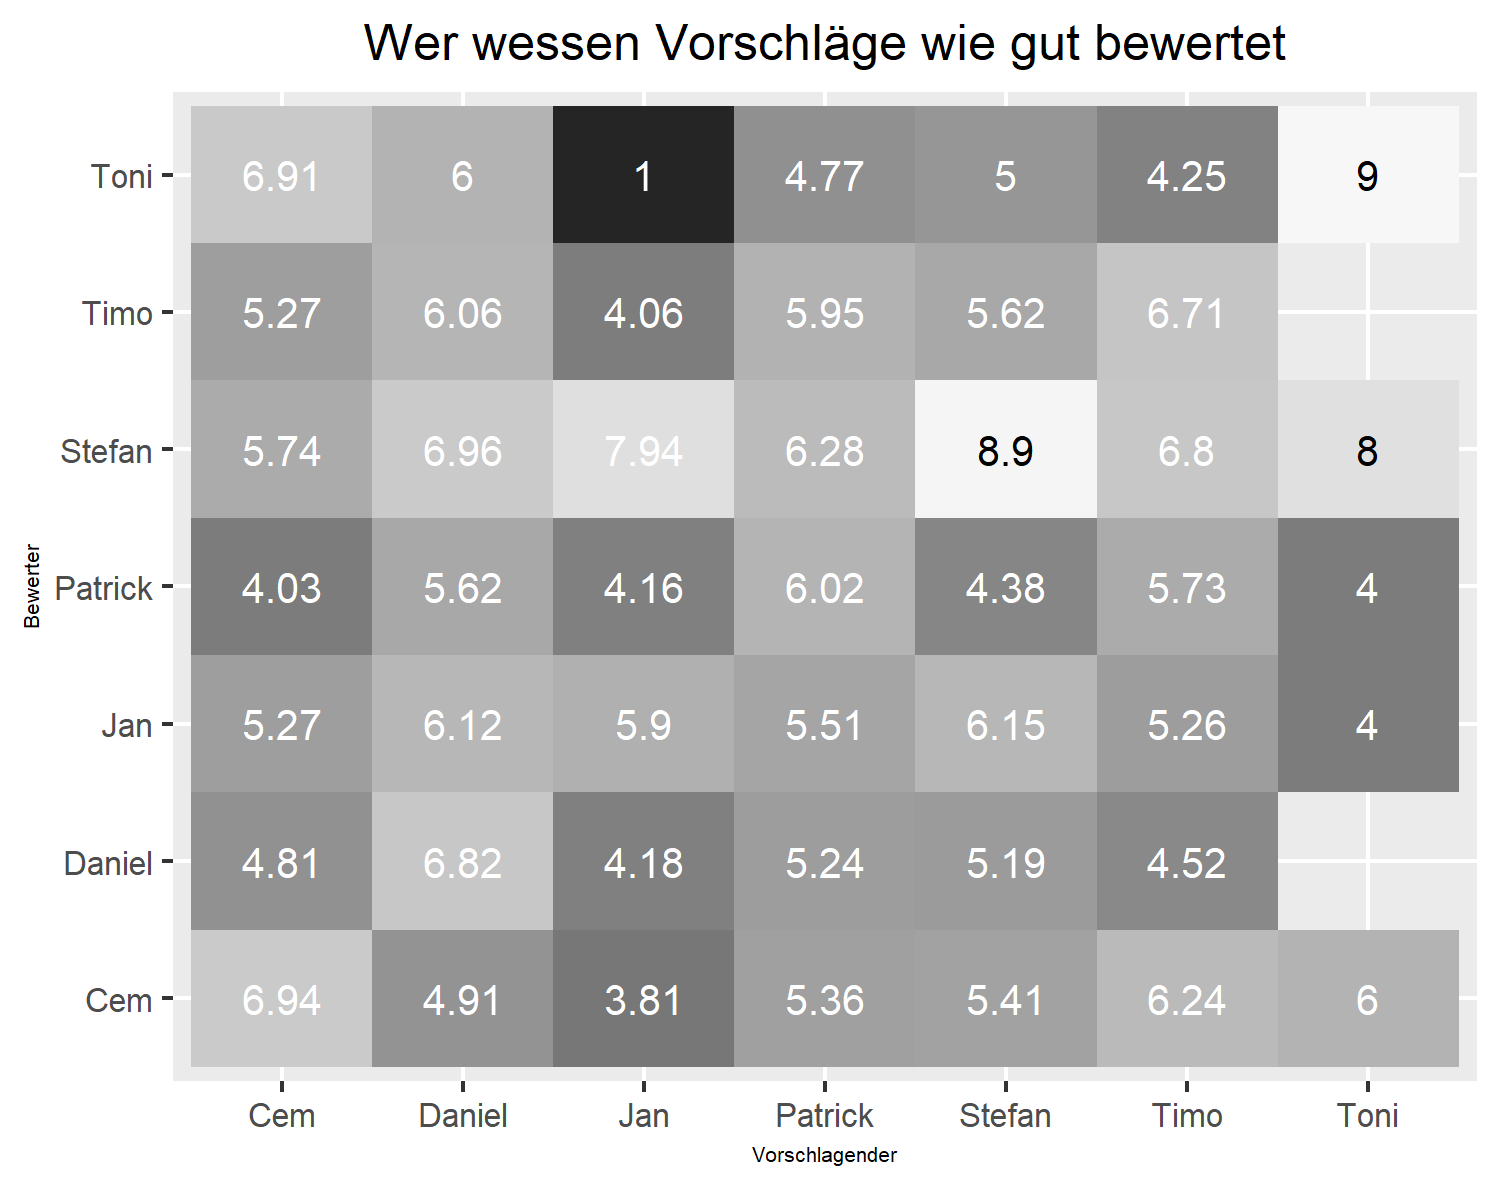 Wer wessen Vorschläge wie gut bewertet
Toni 6.91 6 1 4.77 5 4.25 9
Timo 5.27 6.06 4.06 5.95 5.62 6.71
Stefan 5.74 6.96 7.94 6.28 8.9 6.8 8
Patrick 4.03 5.62 4.16 6.02 4.38 5.73 4
Jan 5.27 6.12 5.9 5.51 6.15 5.26 4
Daniel 4.81 6.82 4.18 5.24 5.19 4.52
Cem 6.94 4.91 3.81 5.36 5.41 6.24 6
Bewerter
Cem Daniel Jan Patrick Stefan Timo Toni
Vorschlagender